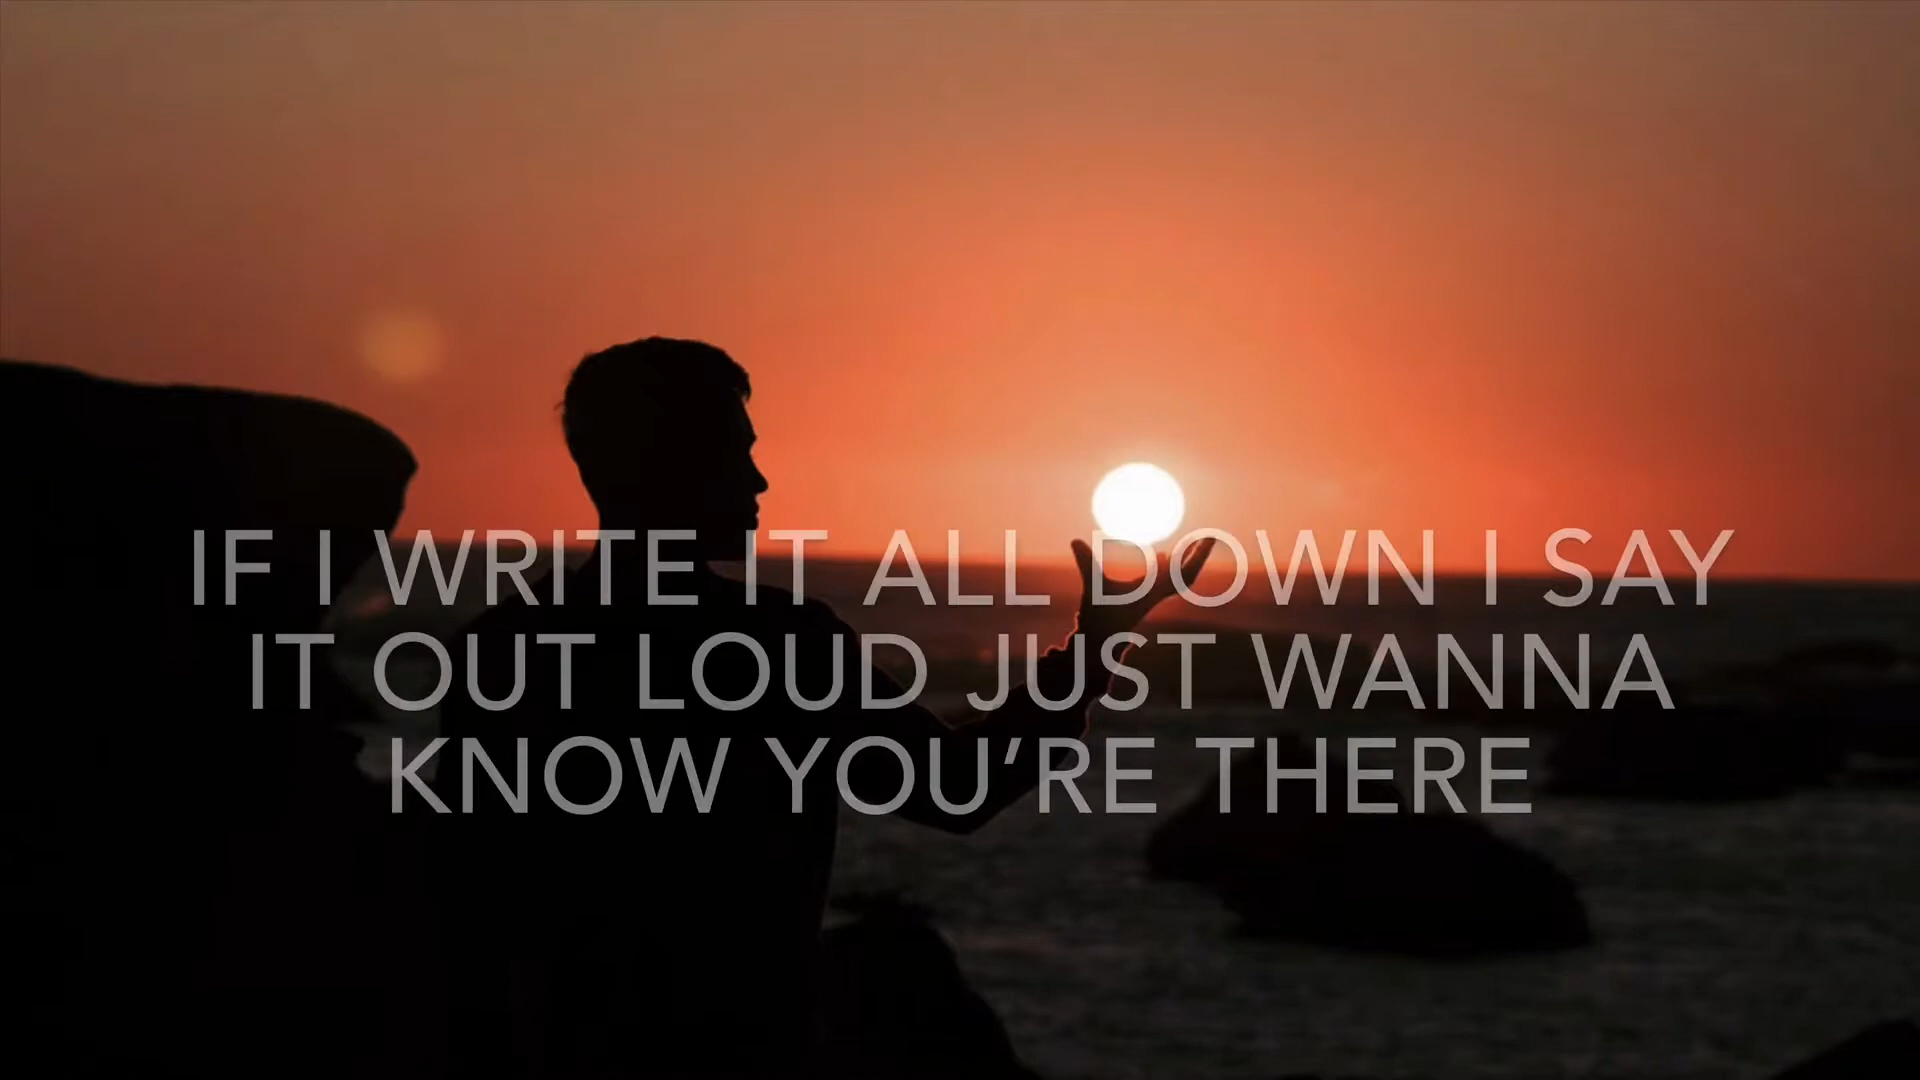 IF I WRITE IT ALL DOWN I SAY
IT OUT LOUD JUST WANNA
KNOW YOU’RE THERE